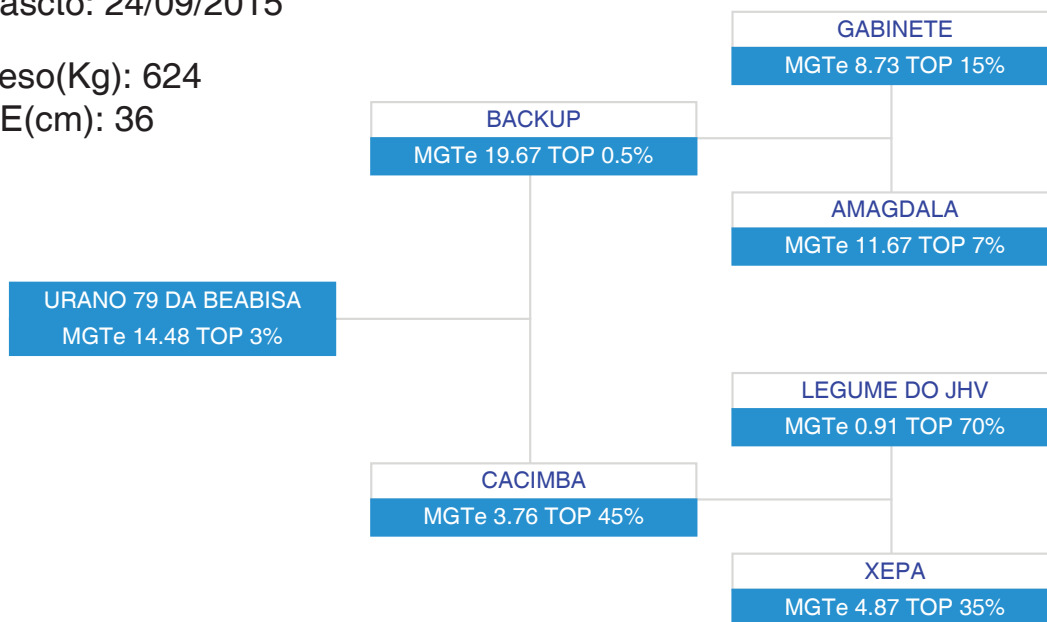 ascto: 24/09/2015
eso(Kg): 624
E(cm): 36
GABINETE
MGTe 8.73 TOP 15%
BACKUP
MGTe 19.67 TOP 0.5%
AMAGDALA
MGTe 11.67 TOP 7%
URANO 79 DA BEABISA
MGTe 14.48 TOP 3%
LEGUME DO JHV
MGTe 0.91 TOP 70%
CACIMBA
MGTe 3.76 TOP 45%
XEPA
MGTe 4.87 TOP 35%